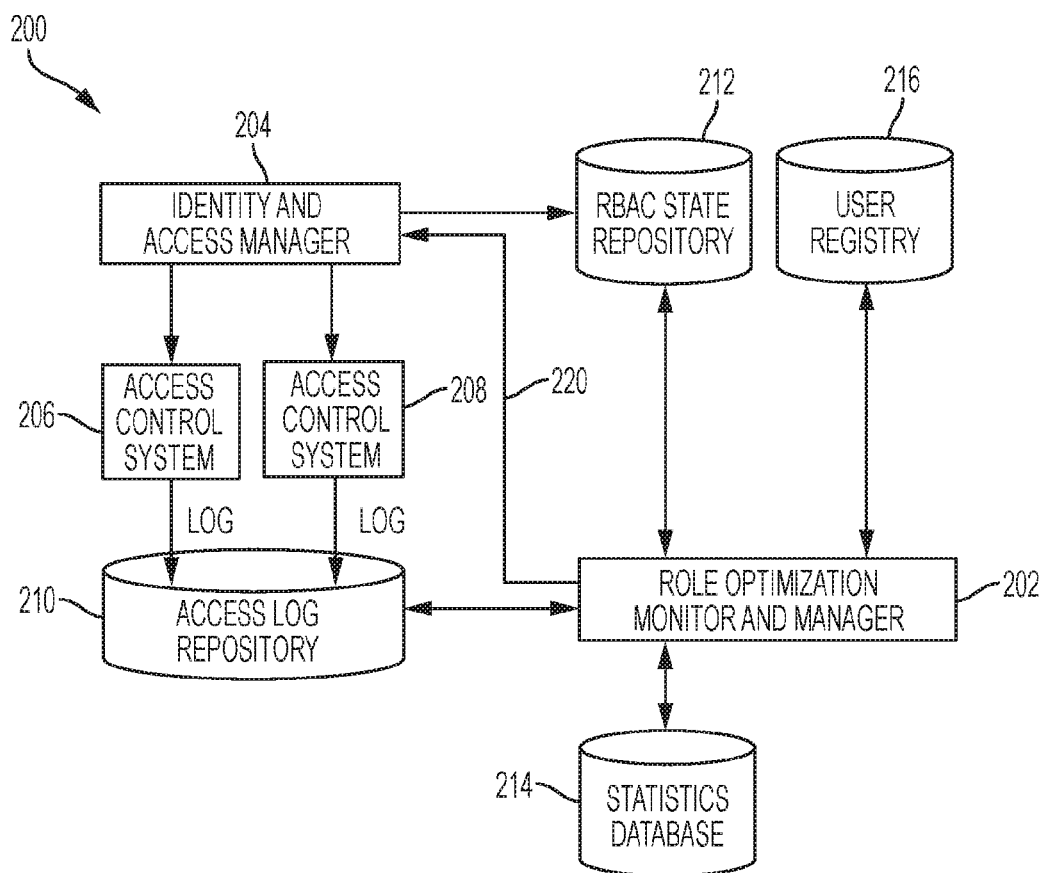 200
204
IDENTITY AND
ACCESS MANAGER
212
RBAC STATE
REPOSITORY
216
USER
REGISTRY
206
ACCESS
CONTROL
SYSTEM
208
ACCESS
CONTROL
SYSTEM
220
LOG
LOG
210
ACCESS LOG
REPOSITORY
ROLE OPTIMIZATION
MONITOR AND MANAGER
202
214
STATISTICS
DATABASE